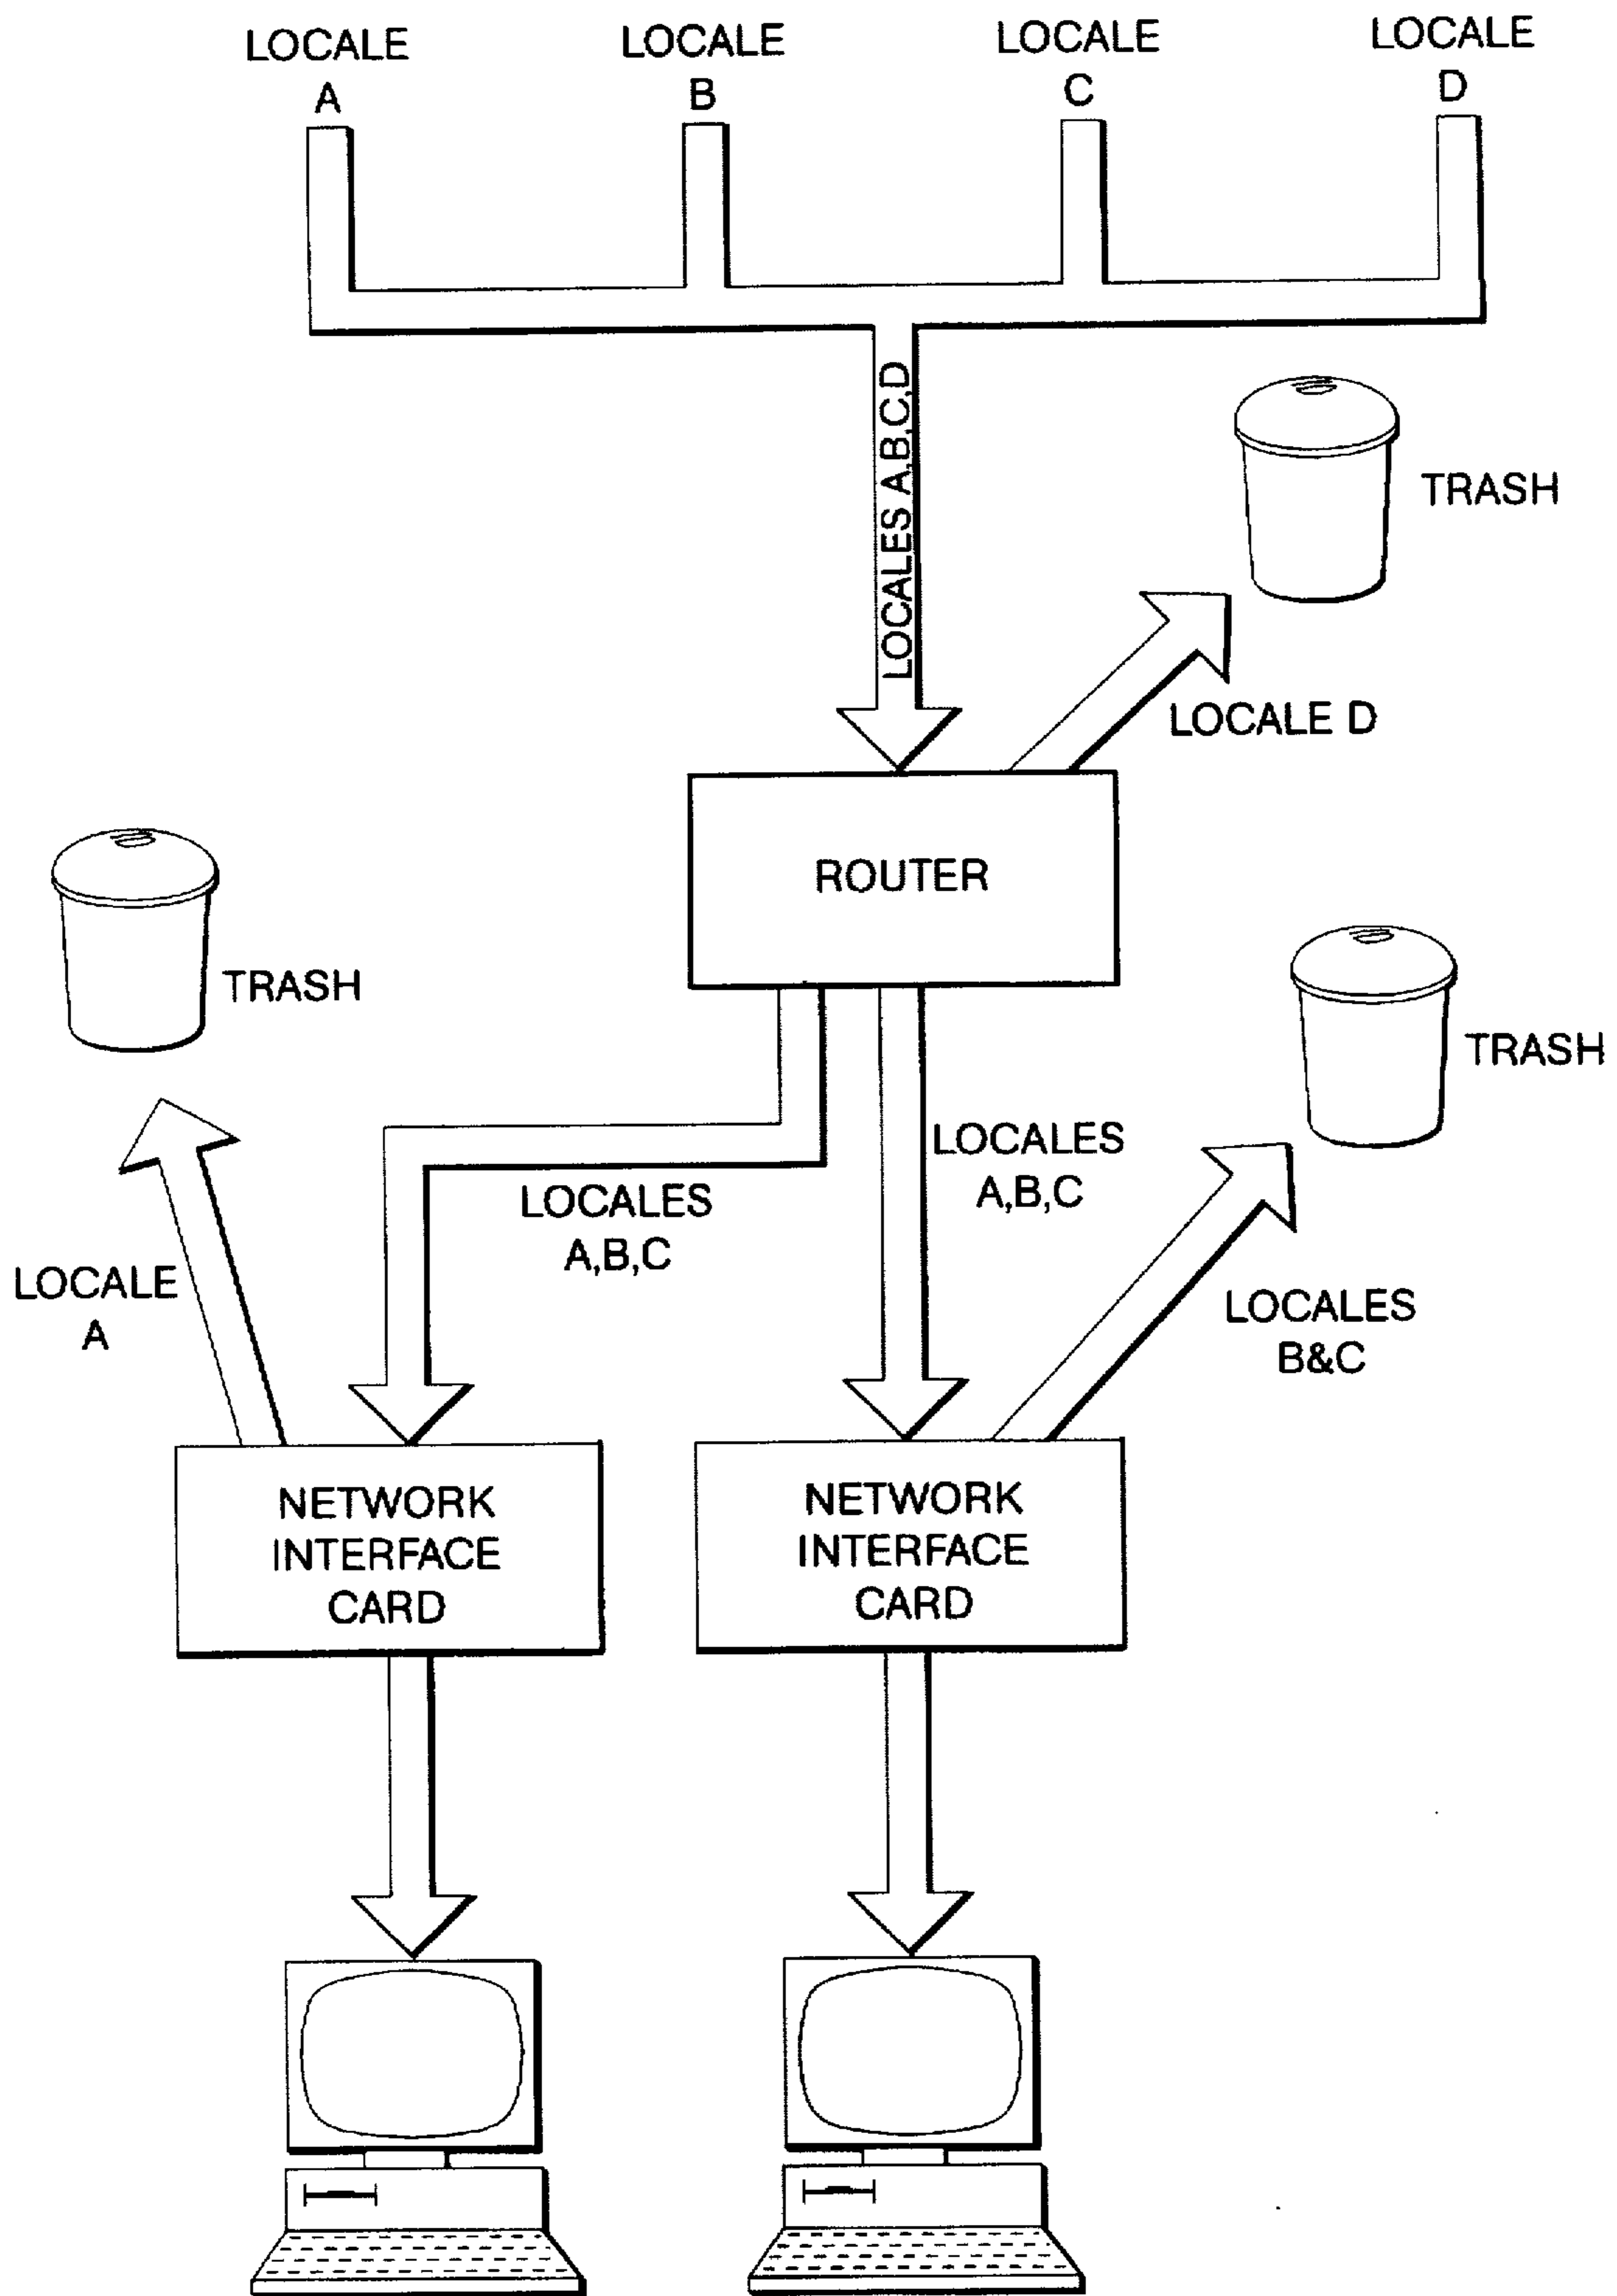 LOCALE
A
LOCALE
B
LOCALE
C
LOCALE
D
LOCALES A,B,C,D
TRASH
LOCALE D
ROUTER
TRASH
TRASH
LOCALES
A,B,C
LOCALES
A,B,C
LOCALE
A
LOCALES
B&C
NETWORK
INTERFACE
CARD
NETWORK
INTERFACE
CARD